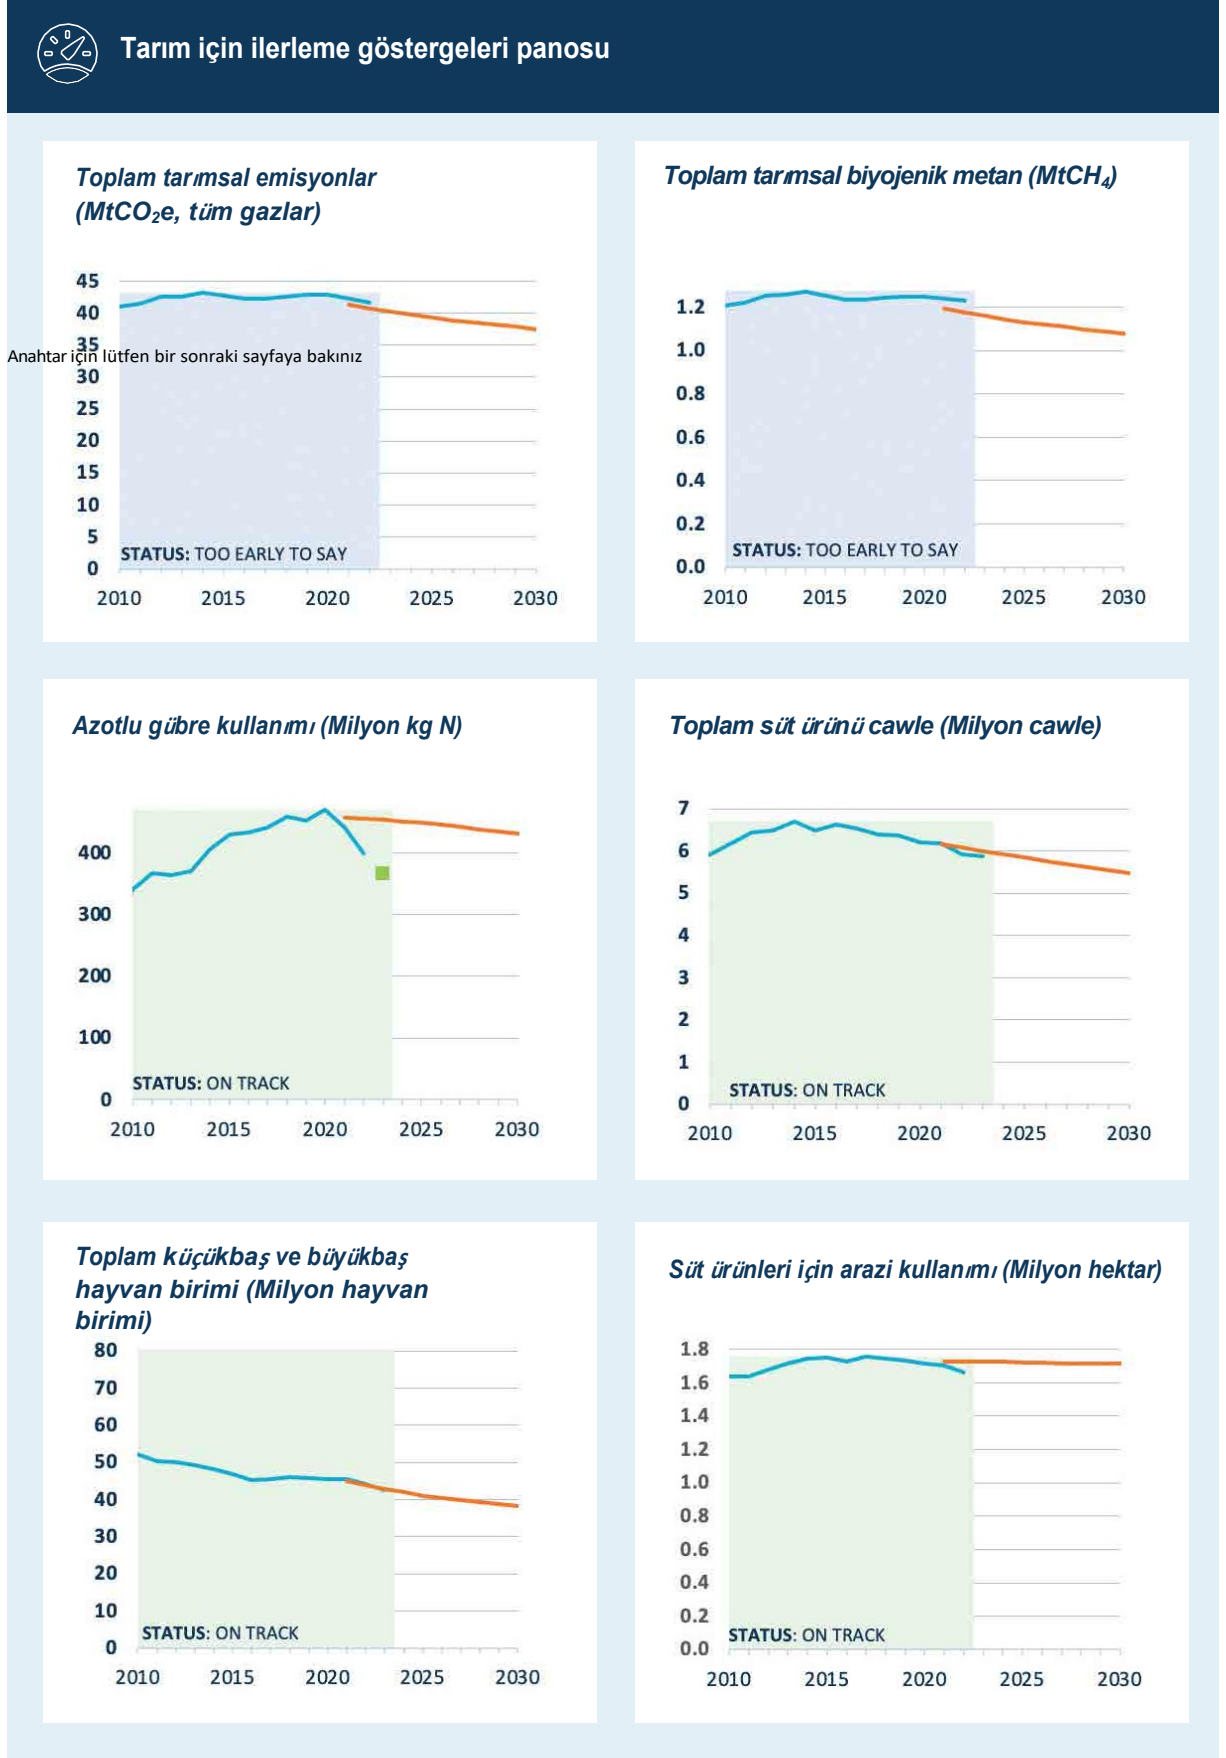 Tarım için ilerleme göstergeleri panosu
Toplam tarımsal emisyonlar
(MtCO₂e, tüm gazlar)
45
40
35
Anahtar için lütfen bir sonraki sayfaya bakınız
30
25
20
15
10
5
0
STATUS: TOO EARLY TO SAY
2010 2015 2020 2025 2030
Toplam tarımsal biyojenik metan (MtCH₄)
1.2
1.0
0.8
0.6
0.4
0.2
0.0
STATUS: TOO EARLY TO SAY
2010 2015 2020 2025 2030
Azotlu gübre kullanımı (Milyon kg N)
400
300
200
100
0
STATUS: ON TRACK
2010 2015 2020 2025 2030
Toplam süt ürünü cawle (Milyon cawle)
7
6
5
4
3
2
1
0
STATUS: ON TRACK
2010 2015 2020 2025 2030
Toplam küçükbaş ve büyükbaş
hayvan birimi (Milyon hayvan
birimi)
80
70
60
50
40
30
20
10
0
STATUS: ON TRACK
2010 2015 2020 2025 2030
Süt ürünleri için arazi kullanımı (Milyon hektar)
1.8
1.6
1.4
1.2
1.0
0.8
0.6
0.4
0.2
0.0
STATUS: ON TRACK
2010 2015 2020 2025 2030